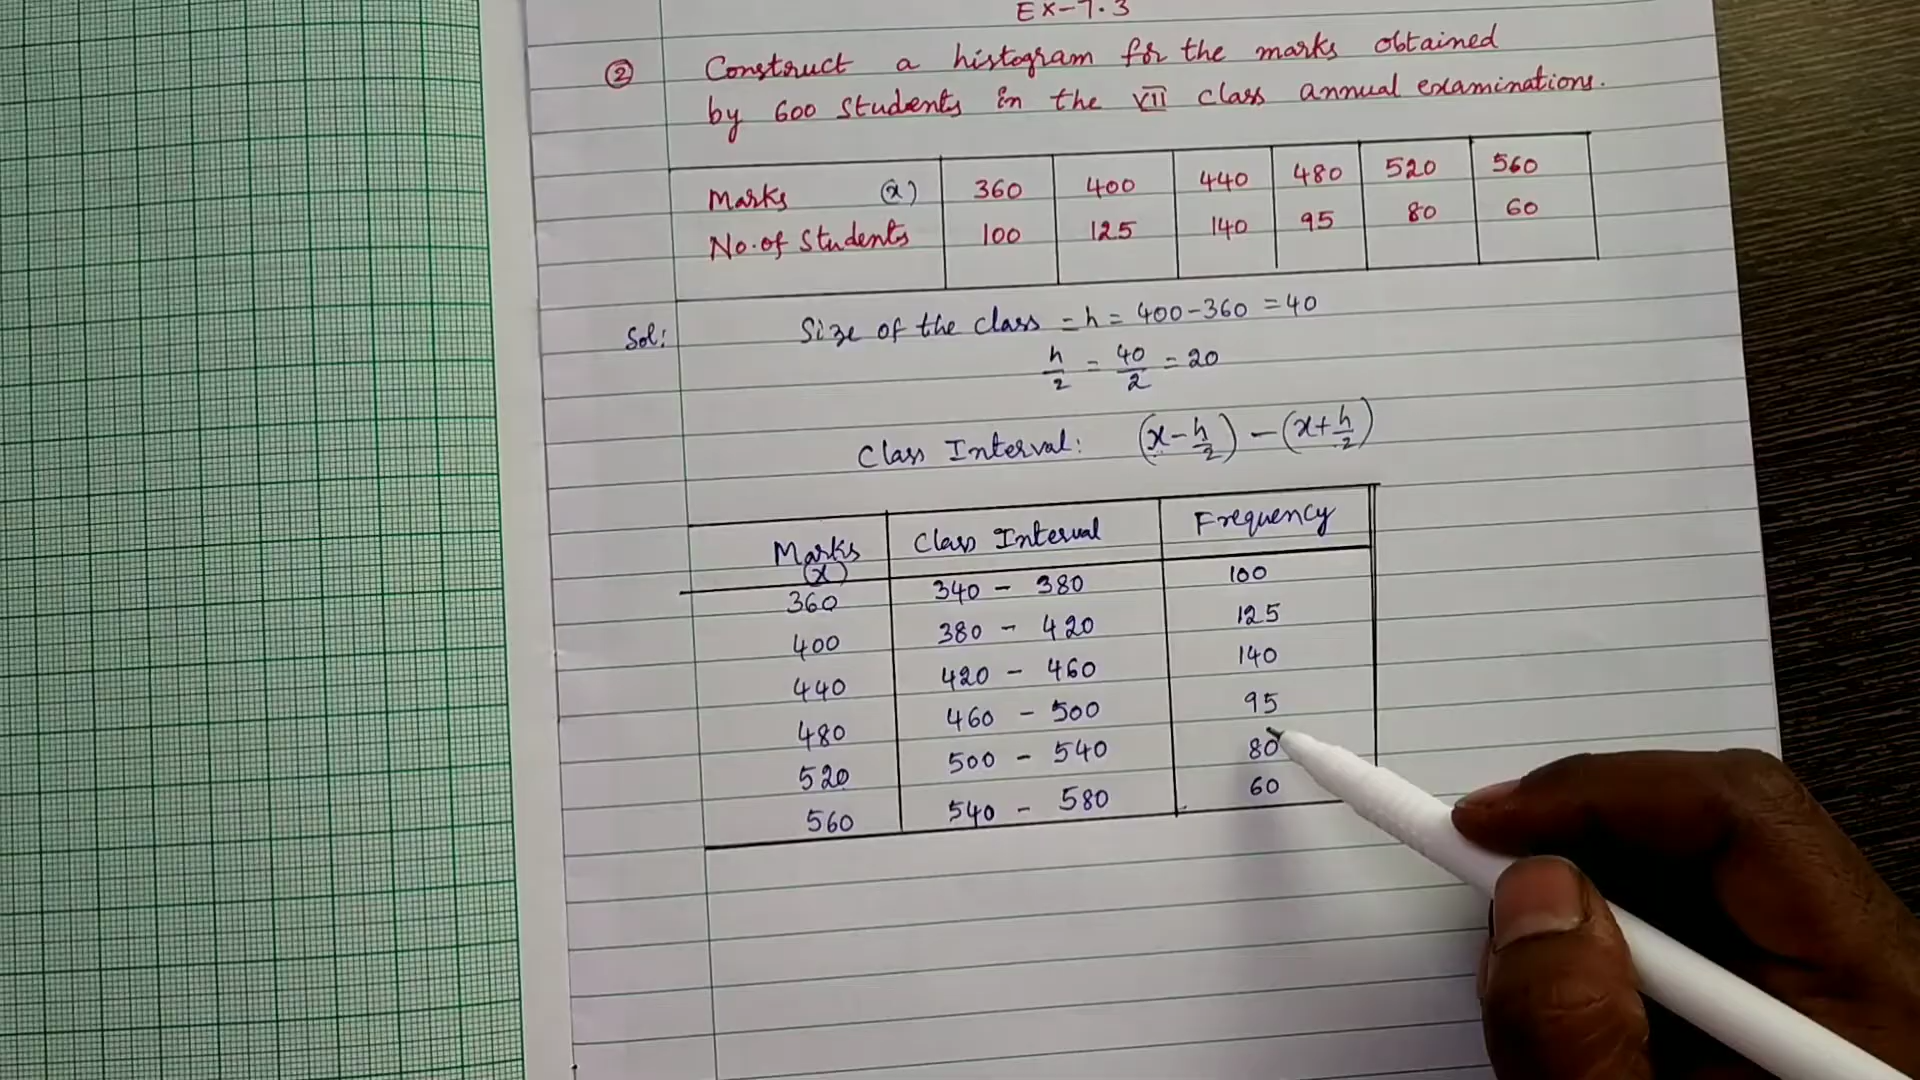 Ex-7.3
② Construct a histogram for the marks obtained
by 600 students in the VII class annual examinations.
Marks (x) 360 400 440 480 520 560
No. of Students 100 125 140 95 80 60
Sol: Size of the class = h = 400-360 = 40
h/2 = 40/2 = 20
Class Interval: (x - h/2) - (x + h/2)
Marks (x) Class Interval Frequency
360 340 - 380 100
400 380 - 420 125
440 420 - 460 140
480 460 - 500 95
520 500 - 540 80
560 540 - 580 60